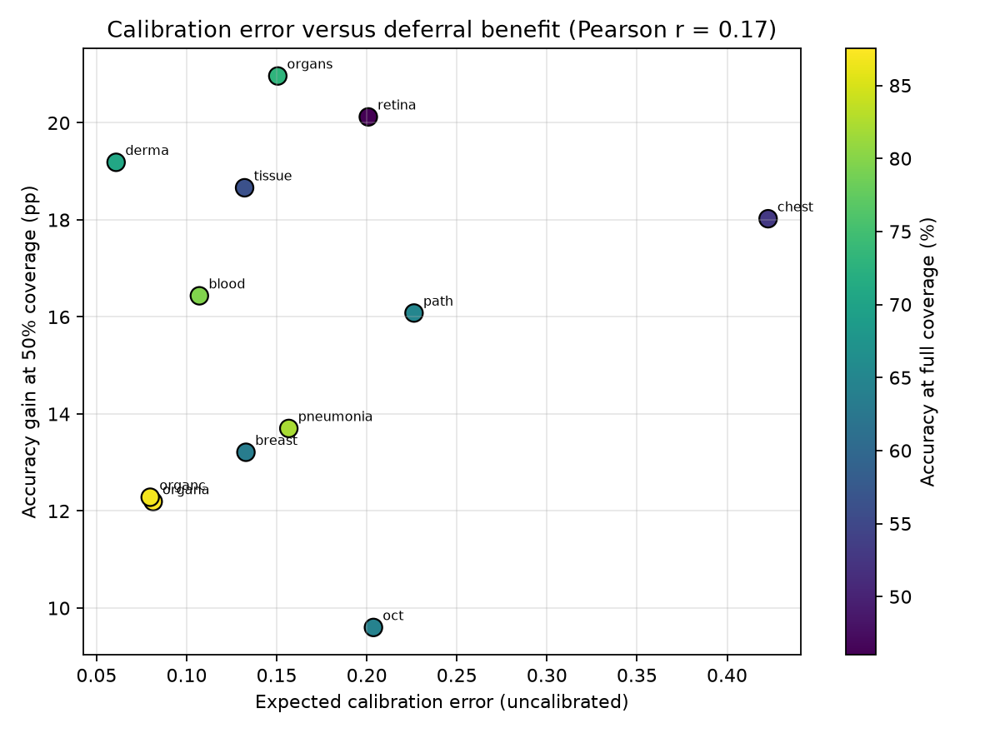 Calibration error versus deferral benefit (Pearson r = 0.17)
organs
retina
derma
tissue
chest
blood
path
pneumonia
breast
organc
organa
oct
20
18
16
14
12
10
Accuracy gain at 50% coverage (pp)
0.05 0.10 0.15 0.20 0.25 0.30 0.35 0.40
Expected calibration error (uncalibrated)
85
80
75
70
65
60
55
50
Accuracy at full coverage (%)